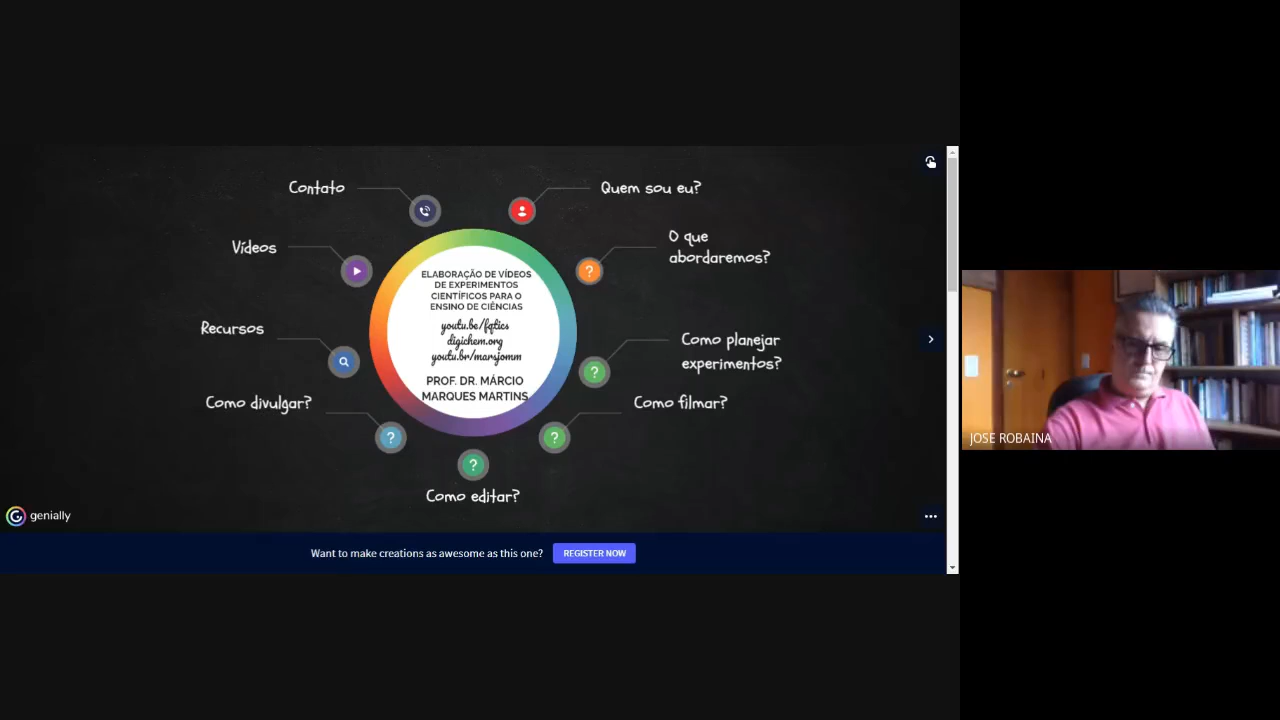 Contato
Quem sou eu?
Vídeos
O que
abordaremos?
ELABORAÇÃO DE VÍDEOS
DE EXPERIMENTOS
CIENTÍFICOS PARA O
ENSINO DE CIÊNCIAS
youtu.be/fqtics
digichem.org
youtu.br/marsjomm
PROF. DR. MÁRCIO
MARQUES MARTINS
Recursos
Como planejar
experimentos?
Como divulgar?
Como filmar?
Como editar?
genially
Want to make creations as awesome as this one?
REGISTER NOW
JOSE ROBAINA